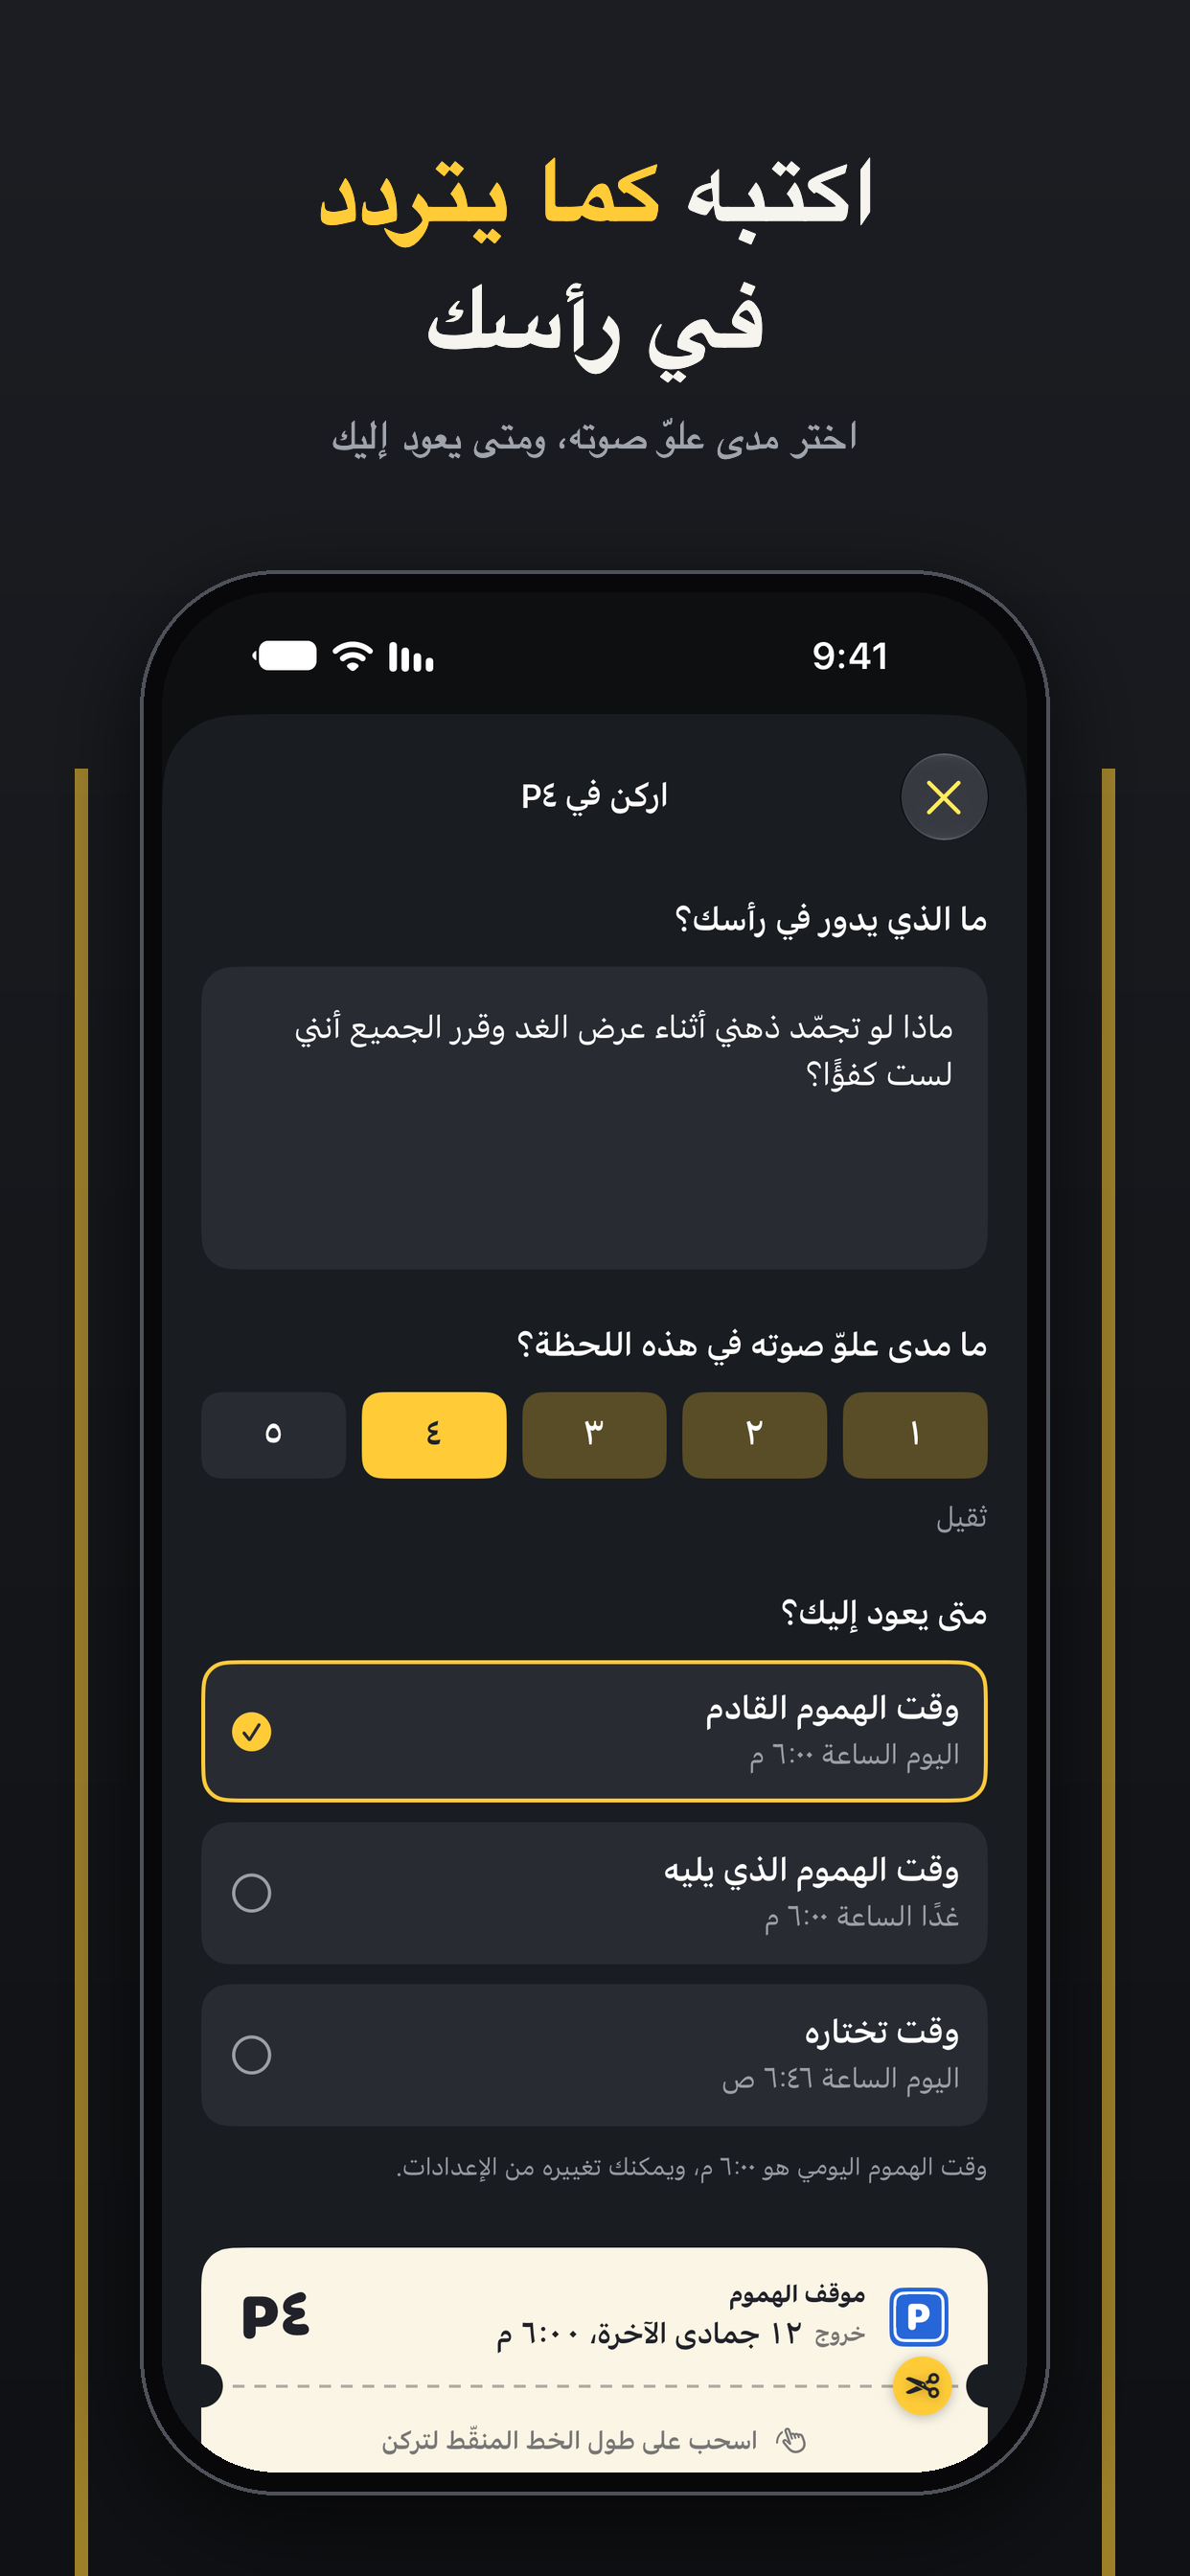 اكتبه كما يتردد
في رأسك
اختر مدى علوّ صوته، ومتى يعود إليك
9:41
اركن في P٤
ما الذي يدور في رأسك؟
ماذا لو تجمّد ذهني أثناء عرض الغد وقرر الجميع أنني
لست كفؤًا؟
ما مدى علوّ صوته في هذه اللحظة؟
١ ٢ ٣ ٤ ٥
ثقيل
متى يعود إليك؟
وقت الهموم القادم
اليوم الساعة ٦:٠٠ م
وقت الهموم الذي يليه
غدًا الساعة ٦:٠٠ م
وقت تختاره
اليوم الساعة ٦:٤٦ ص
وقت الهموم اليومي هو ٦:٠٠ م، ويمكنك تغييره من الإعدادات.
P
موقف الهموم
خروج ١٢ جمادى الآخرة، ٦:٠٠ م
P٤
اسحب على طول الخط المنقّط لتركن